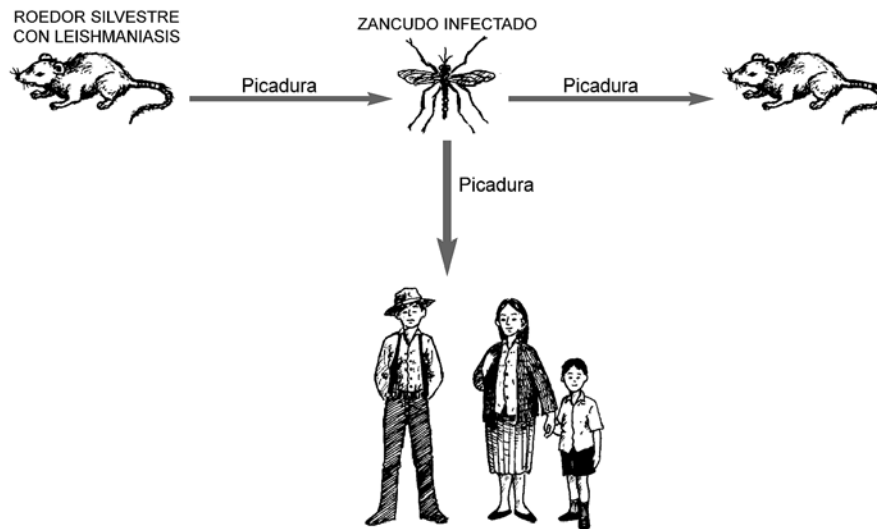 ROEDOR SILVESTRE
CON LEISHMANIASIS
ZANCUDO INFECTADO
Picadura
Picadura
Picadura